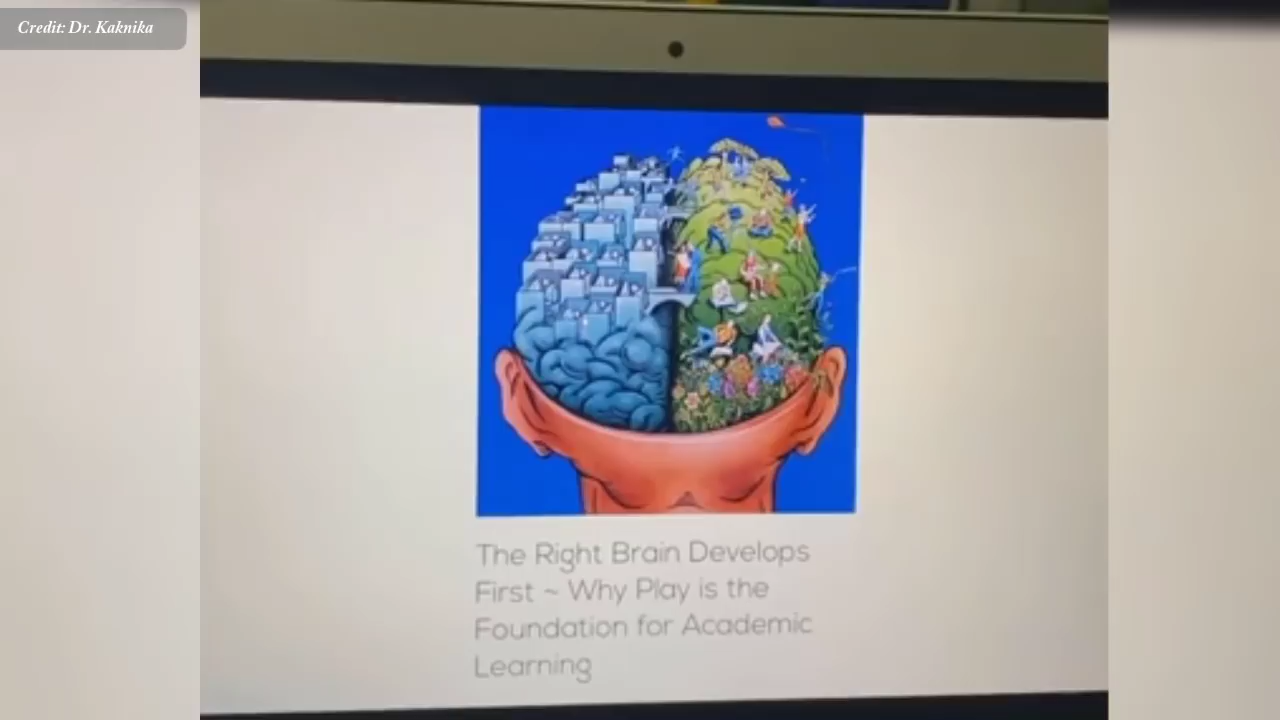 Credit: Dr. Kaknika
The Right Brain Develops
First ~ Why Play is the
Foundation for Academic
Learning